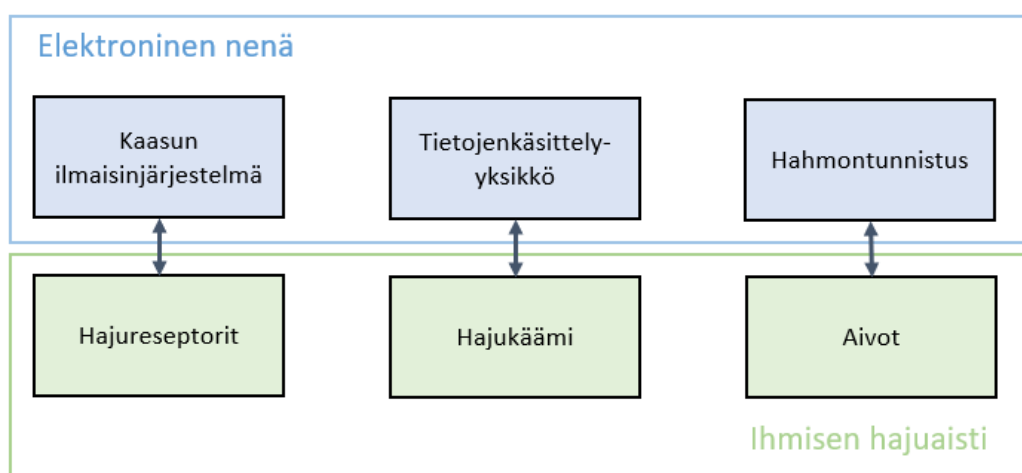 Elektroninen nenä
Kaasun
ilmaisinjärjestelmä
Tietojenkäsittely-
yksikkö
Hahmontunnistus
Hajureseptorit
Hajukäämi
Aivot
Ihmisen hajuaisti